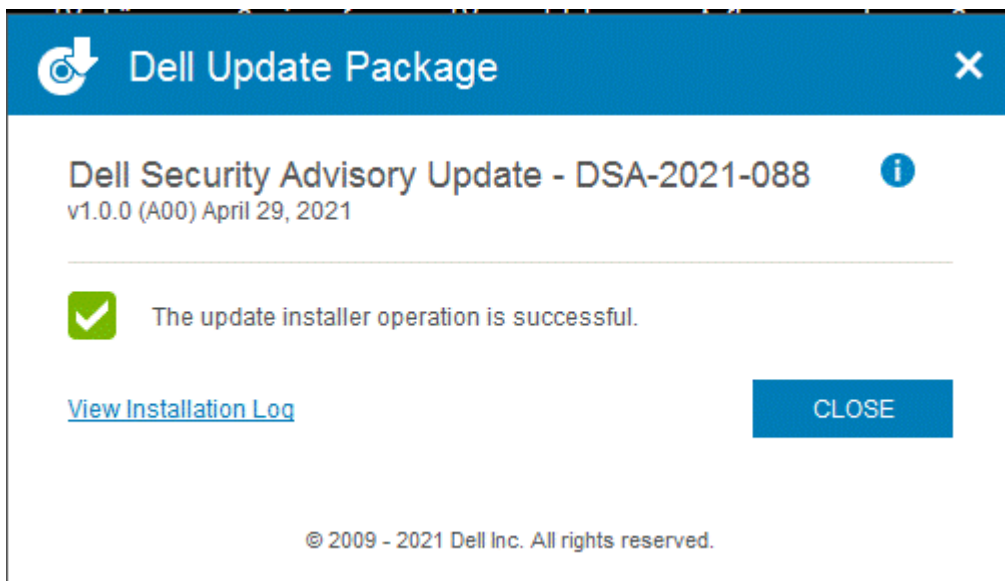 Dell Update Package
Dell Security Advisory Update - DSA-2021-088
v1.0.0 (A00) April 29, 2021
The update installer operation is successful.
View Installation Log
CLOSE
© 2009 - 2021 Dell Inc. All rights reserved.